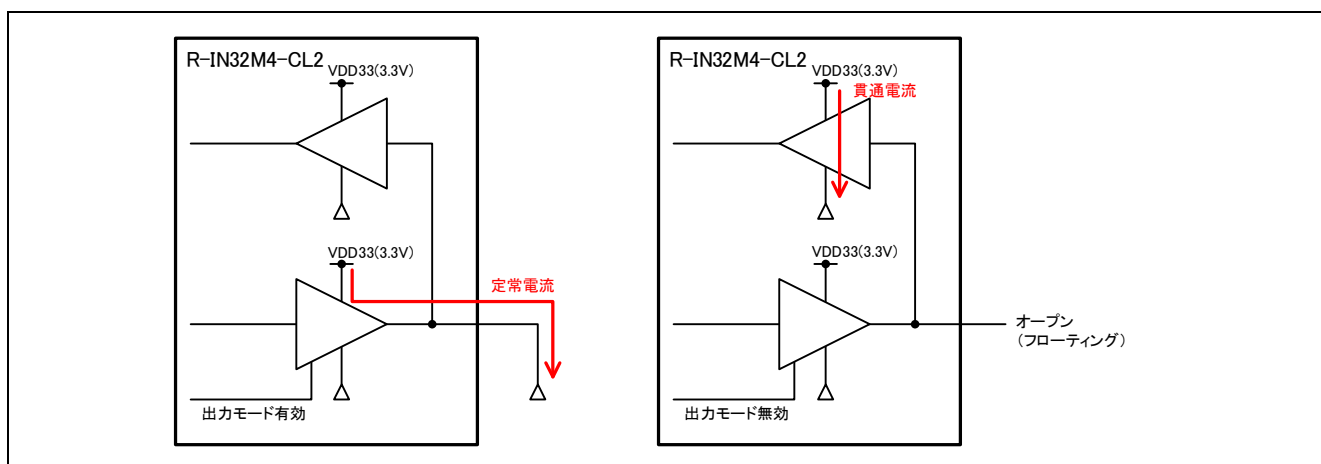 R-IN32M4-CL2
VDD33(3.3V)
VDD33(3.3V)
定常電流
出力モード有効
R-IN32M4-CL2
VDD33(3.3V)
貫通電流
VDD33(3.3V)
オープン
(フローティング)
出力モード無効